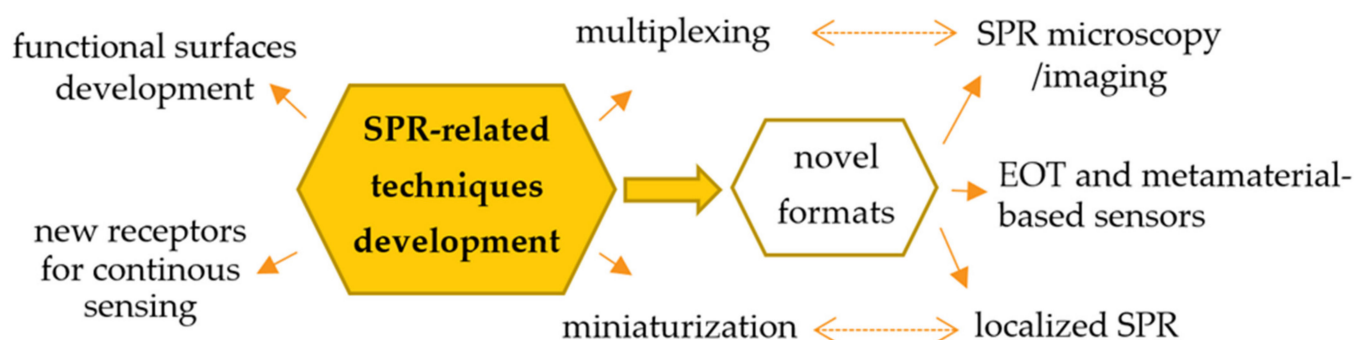 functional surfaces
development
new receptors
for continous
sensing
SPR-related
techniques
development
multiplexing
miniaturization
novel
formats
SPR microscopy
/imaging
EOT and metamaterial-
based sensors
localized SPR